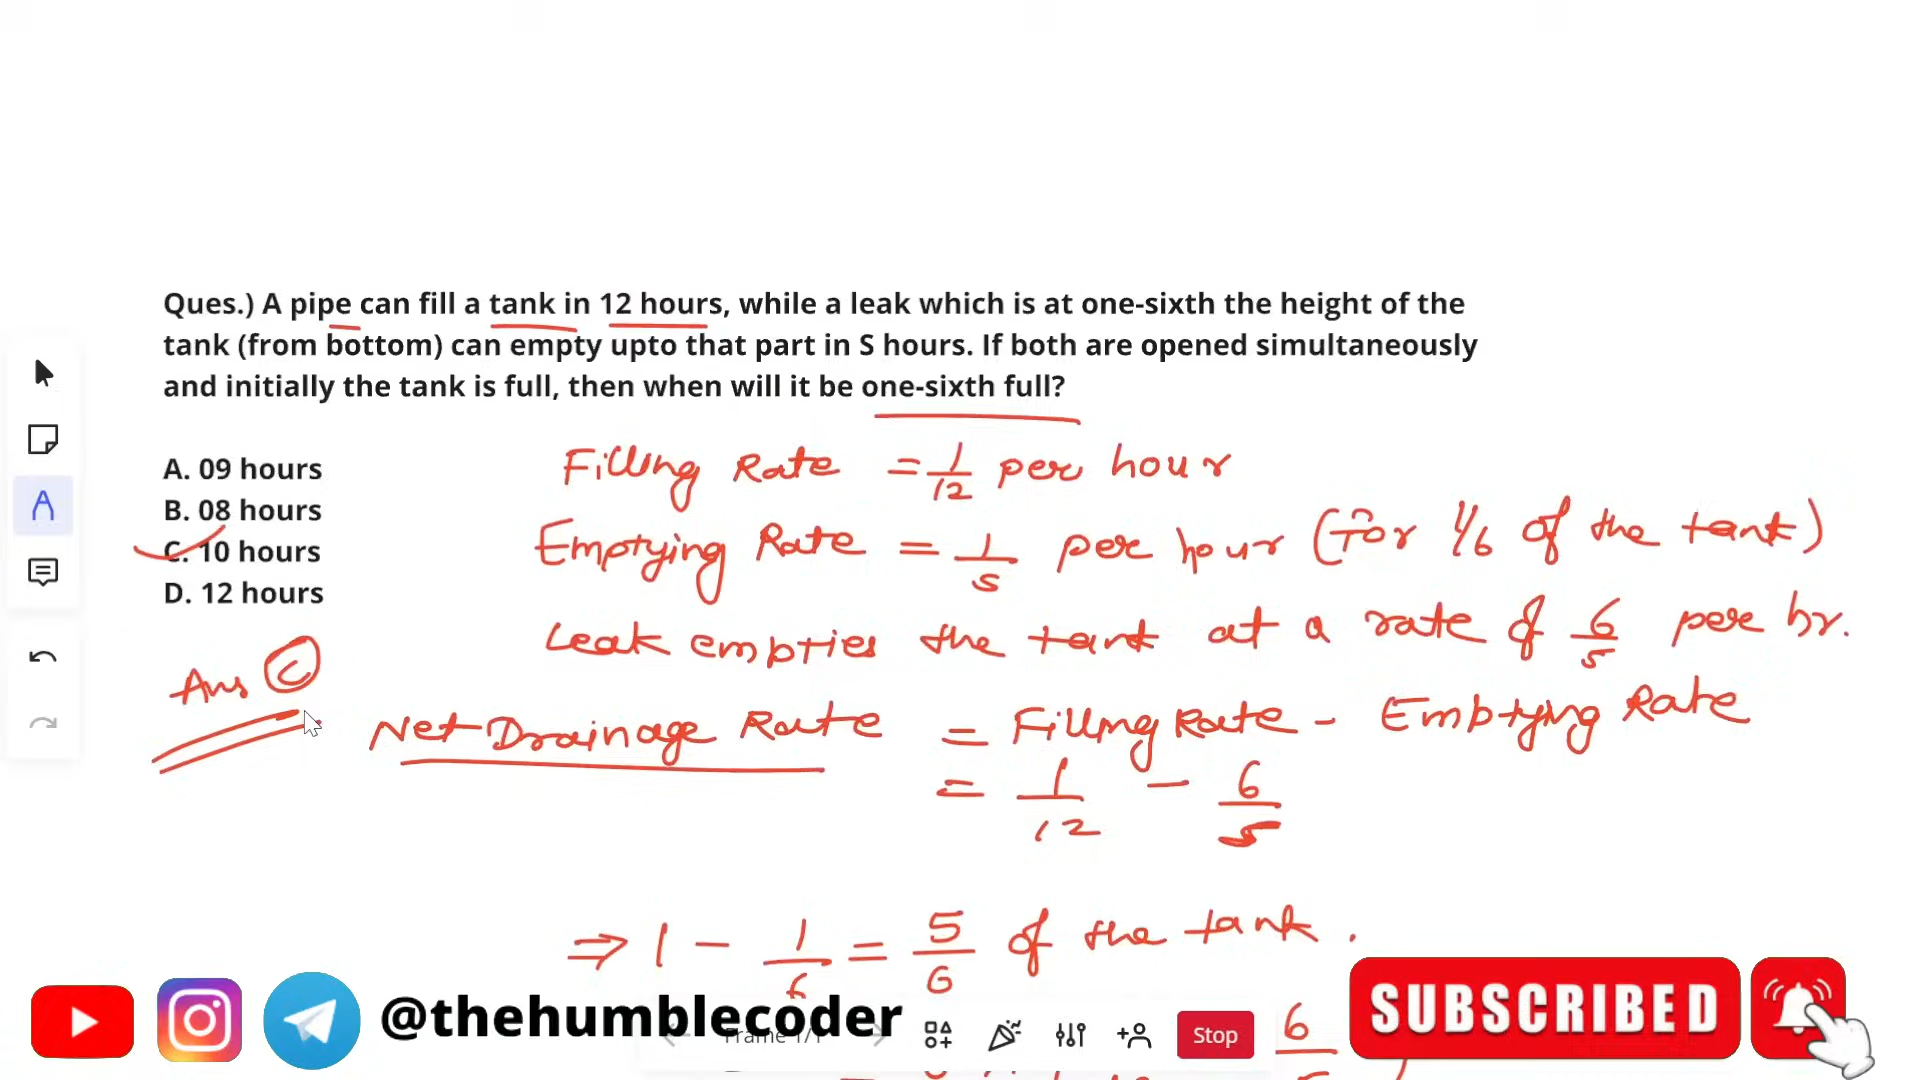 Ques.) A pipe can fill a tank in 12 hours, while a leak which is at one-sixth the height of the
tank (from bottom) can empty upto that part in S hours. If both are opened simultaneously
and initially the tank is full, then when will it be one-sixth full?
A. 09 hours
B. 08 hours
C. 10 hours
D. 12 hours
Ans C
Filling Rate = 1/12 per hour
Emptying Rate = 1/5 per hour (For 1/6 of the tank)
Leak empties the tank at a rate of 6/5 per hr.
Net Drainage Rate = Filling Rate - Emptying Rate
= 1/12 - 6/5
⇒ 1 - 1/6 = 5/6 of the tank.
@thehumblecoder
Frame 1/1
Stop
6
SUBSCRIBED